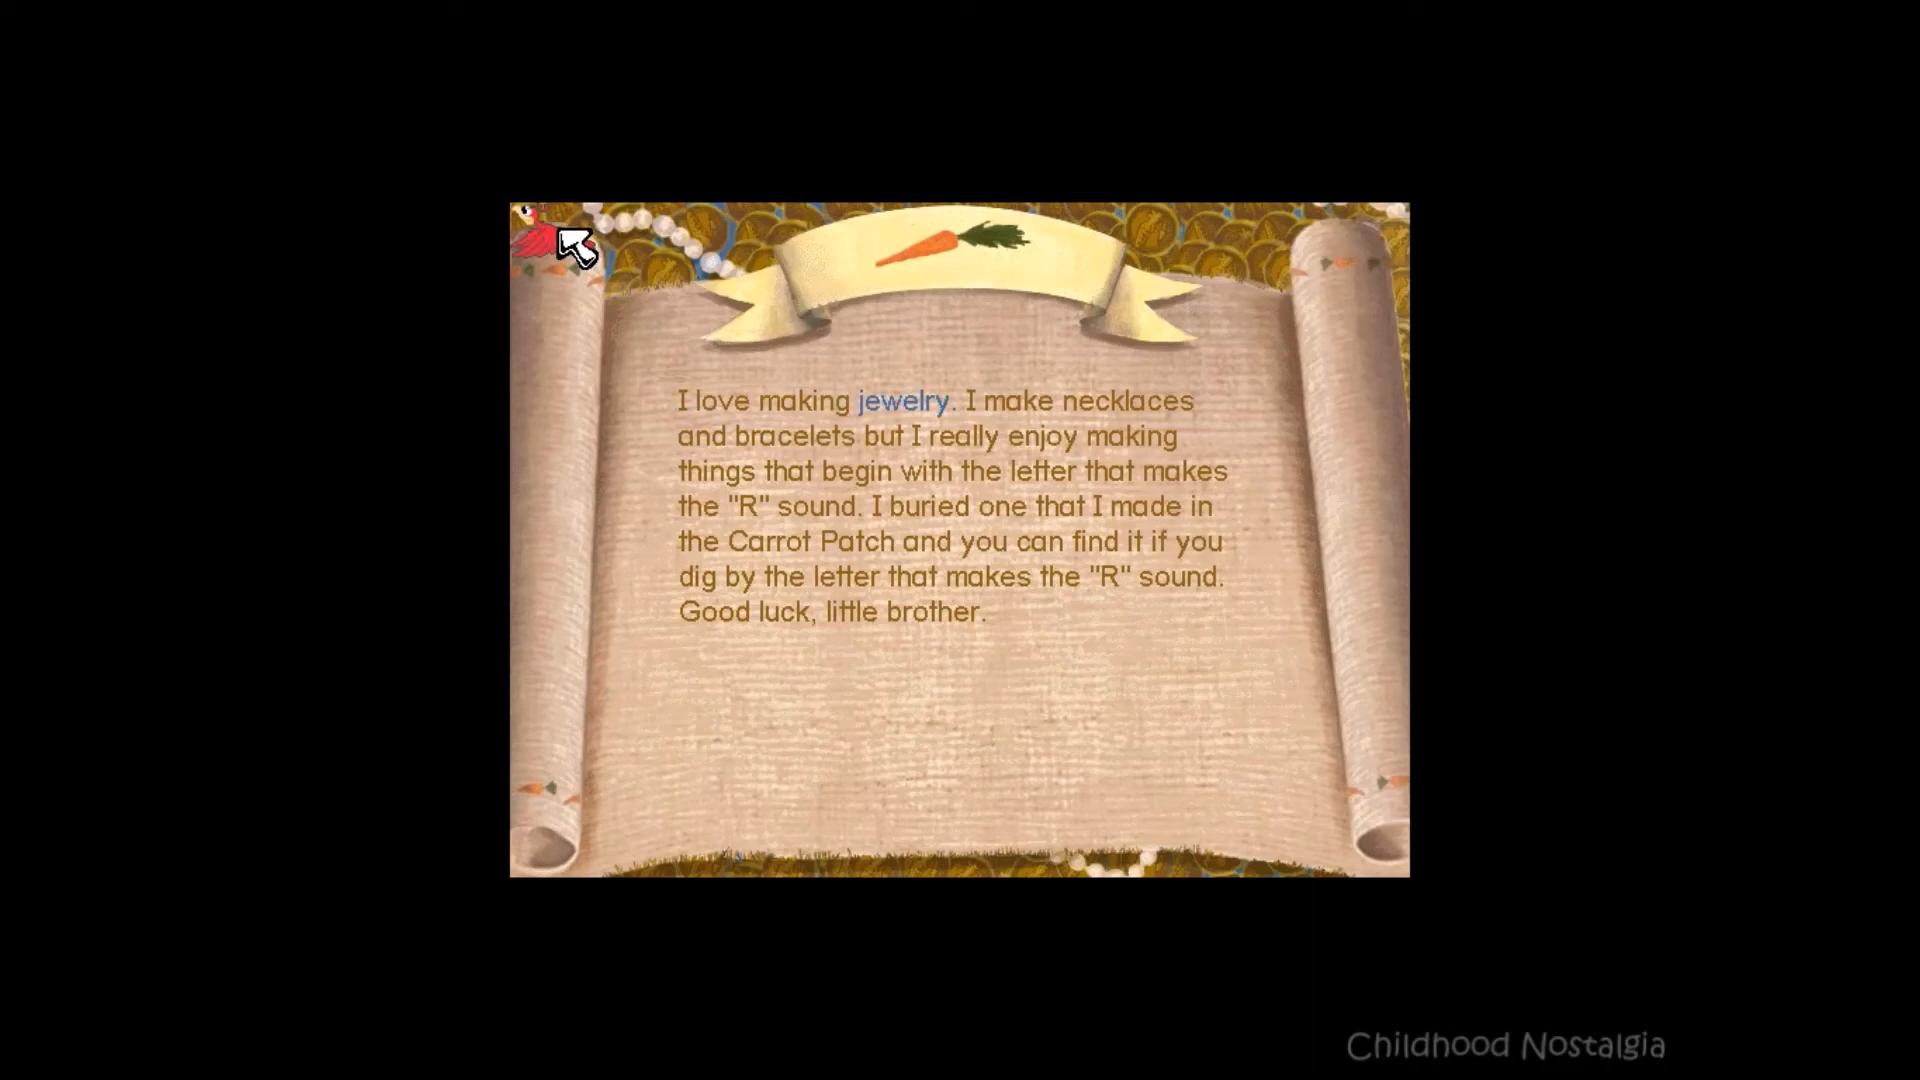 I love making jewelry. I make necklaces
and bracelets but I really enjoy making
things that begin with the letter that makes
the "R" sound. I buried one that I made in
the Carrot Patch and you can find it if you
dig by the letter that makes the "R" sound.
Good luck, little brother.
Childhood Nostalgia